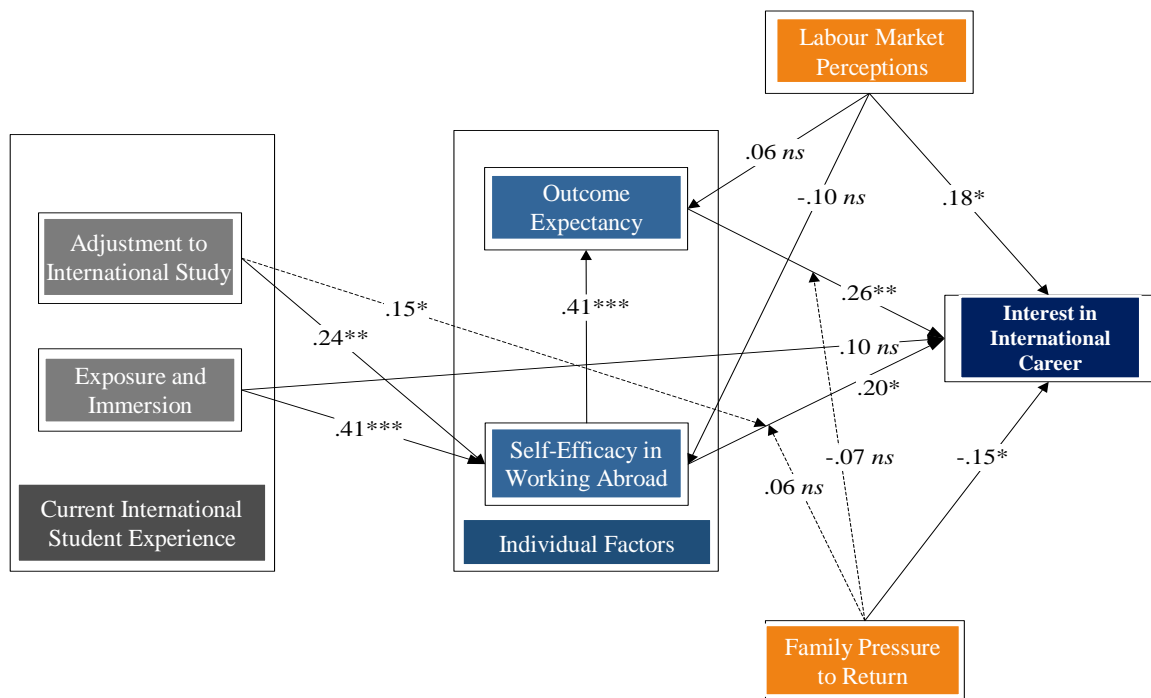 Labour Market
Perceptions
.06 ns
-.10 ns
.18*
Outcome
Expectancy
Adjustment to
International Study
.15*
.41***
.26**
.24**
Interest in
International
Career
.10 ns
Exposure and
Immersion
.20*
.41***
Self-Efficacy in
Working Abroad
-.07 ns
.06 ns
-.15*
Current International
Student Experience
Individual Factors
Family Pressure
to Return